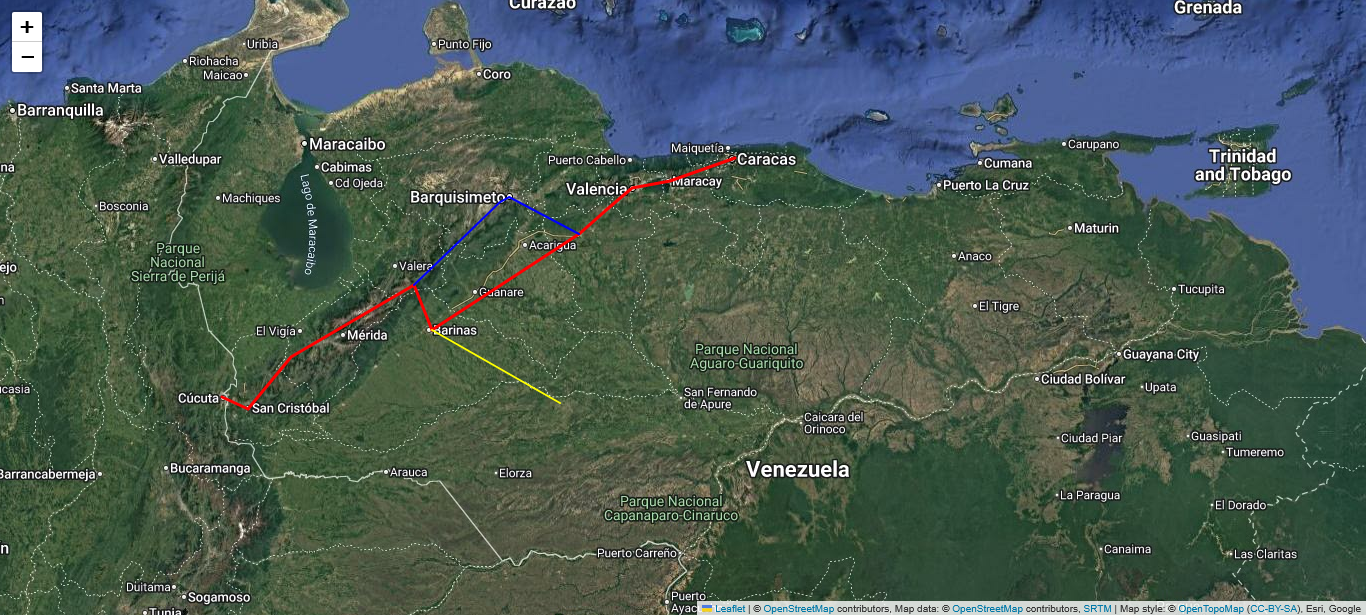 +
−
Curazao
Grenada
Uribia
Punto Fijo
Riohacha
Maicao
Coro
Santa Marta
Barranquilla
Maracaibo
Maiquetía
Caracas
Carupano
Valledupar
Puerto Cabello
Cumana
Trinidad
and Tobago
na
Cabimas
Cd Ojeda
Valencia
Maracay
Puerto La Cruz
Machiques
Barquisimeto
Bosconia
Lago de Maracaibo
Maturin
Acarigua
Parque
Nacional
Sierra de Perijá
Anaco
ejo
Valera
Guanare
Tucupita
El Tigre
El Vigía
Mérida
Barinas
Parque Nacional
Aguaro-Guariquito
Guayana City
Ciudad Bolívar
Upata
ucasia
Cúcuta
San Cristóbal
San Fernando
de Apure
Caicara del
Orinoco
Ciudad Piar
Guasipati
Tumeremo
Barrancabermeja
Bucaramanga
Arauca
Elorza
Venezuela
La Paragua
Parque Nacional
Capanaparo-Cinaruco
El Dorado
n
Puerto Carreño
Canaima
Las Claritas
Duitama
Sogamoso
Puerto
Ayac
Tunja
Leaflet | © OpenStreetMap contributors, Map data: © OpenStreetMap contributors, SRTM | Map style: © OpenTopoMap (CC-BY-SA), Esri, Google